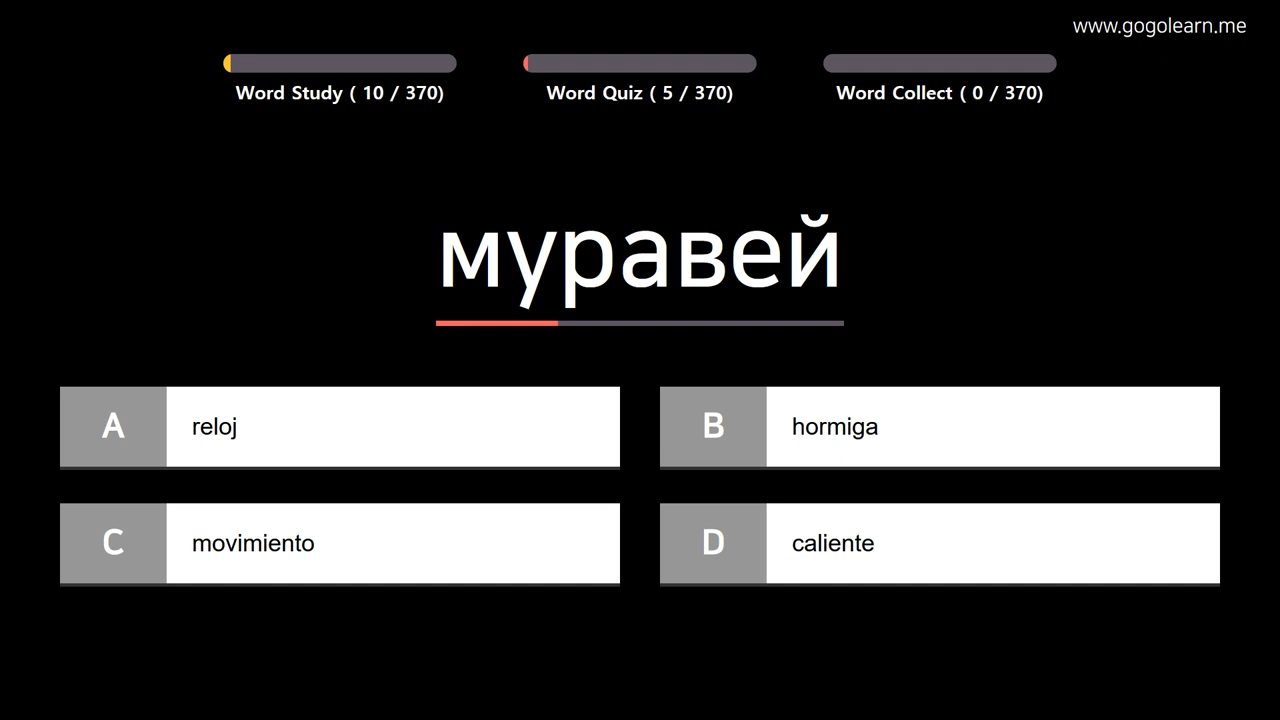 www.gogolearn.me
Word Study ( 10 / 370)
Word Quiz ( 5 / 370)
Word Collect ( 0 / 370)
муравей
A reloj
B hormiga
C movimiento
D caliente